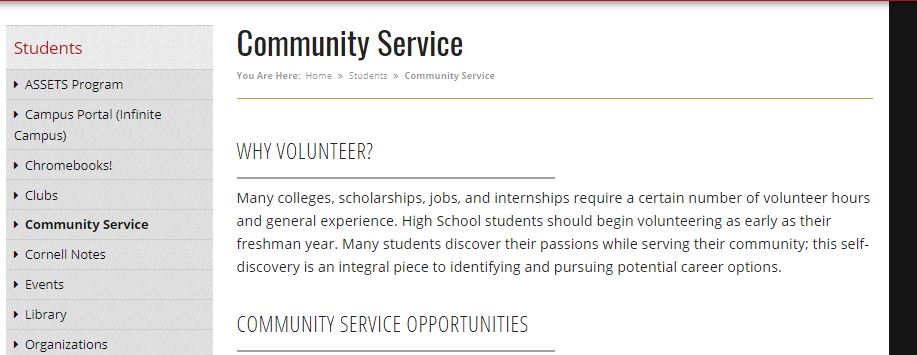 Students
ASSETS Program
Campus Portal (Infinite
Campus)
Chromebooks!
Clubs
Community Service
Cornell Notes
Events
Library
Organizations
Community Service
You Are Here: Home » Students » Community Service
WHY VOLUNTEER?
Many colleges, scholarships, jobs, and internships require a certain number of volunteer hours
and general experience. High School students should begin volunteering as early as their
freshman year. Many students discover their passions while serving their community; this self-
discovery is an integral piece to identifying and pursuing potential career options.
COMMUNITY SERVICE OPPORTUNITIES